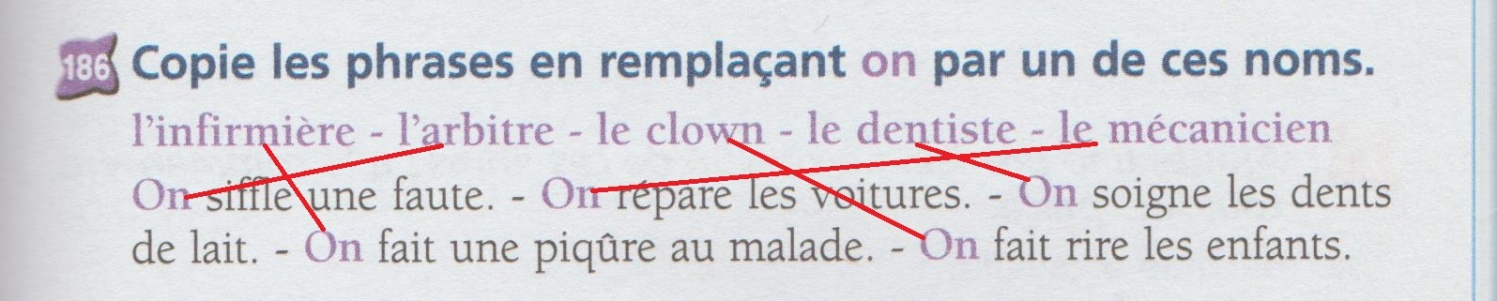 186 Copie les phrases en remplaçant on par un de ces noms.
l'infirmière - l'arbitre - le clown - le dentiste - le mécanicien
On siffle une faute. - On répare les voitures. - On soigne les dents
de lait. - On fait une piqûre au malade. - On fait rire les enfants.